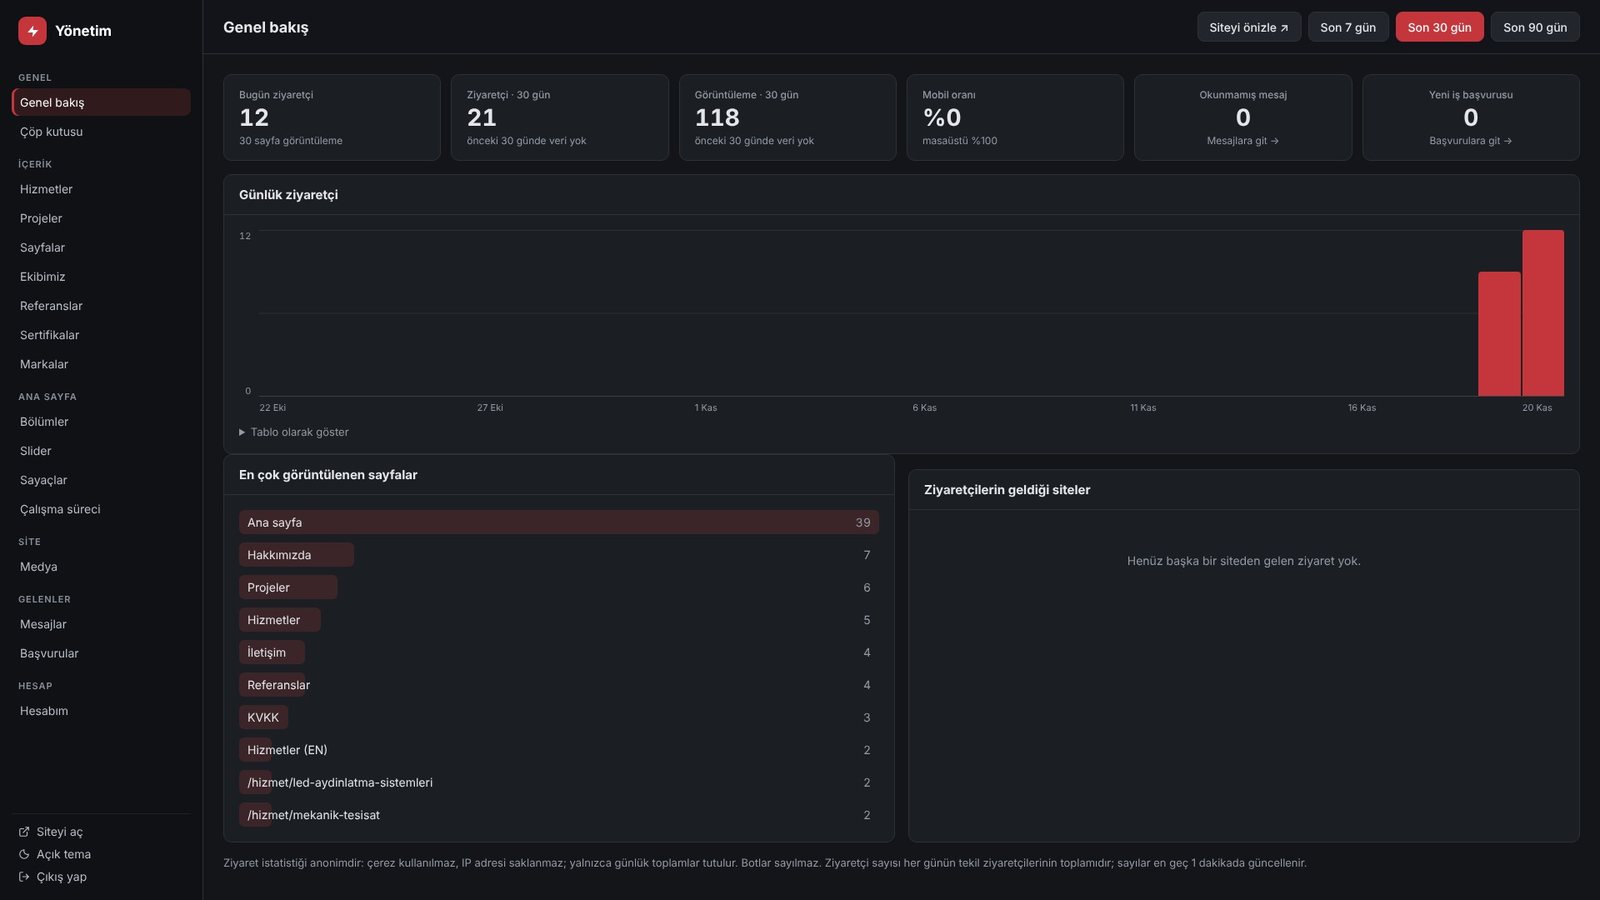 Yönetim
GENEL
Genel bakış
Çöp kutusu
İÇERİK
Hizmetler
Projeler
Sayfalar
Ekibimiz
Referanslar
Sertifikalar
Markalar
ANA SAYFA
Bölümler
Slider
Sayaçlar
Çalışma süreci
SİTE
Medya
GELENLER
Mesajlar
Başvurular
HESAP
Hesabım
Siteyi aç
Açık tema
Çıkış yap
Genel bakış
Siteyi önizle ↗
Son 7 gün
Son 30 gün
Son 90 gün
Bugün ziyaretçi
12
30 sayfa görüntüleme
Ziyaretçi · 30 gün
21
önceki 30 günde veri yok
Görüntüleme · 30 gün
118
önceki 30 günde veri yok
Mobil oranı
%0
masaüstü %100
Okunmamış mesaj
0
Mesajlara git →
Yeni iş başvurusu
0
Başvurulara git →
Günlük ziyaretçi
12
0
22 Eki 27 Eki 1 Kas 6 Kas 11 Kas 16 Kas 20 Kas
▶ Tablo olarak göster
En çok görüntülenen sayfalar
Ana sayfa 39
Hakkımızda 7
Projeler 6
Hizmetler 5
İletişim 4
Referanslar 4
KVKK 3
Hizmetler (EN) 2
/hizmet/led-aydinlatma-sistemleri 2
/hizmet/mekanik-tesisat 2
Ziyaretçilerin geldiği siteler
Henüz başka bir siteden gelen ziyaret yok.
Ziyaret istatistiği anonimdir: çerez kullanılmaz, IP adresi saklanmaz; yalnızca günlük toplamlar tutulur. Botlar sayılmaz. Ziyaretçi sayısı her günün tekil ziyaretçilerinin toplamıdır; sayılar en geç 1 dakikada güncellenir.